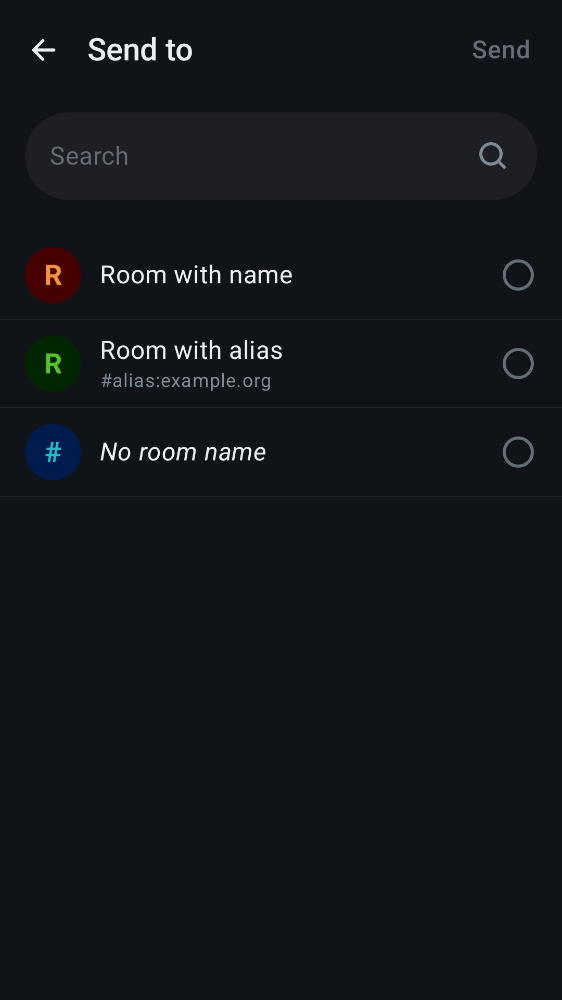 Send to
Send
Search
R
Room with name
R
Room with alias
#alias:example.org
#
No room name